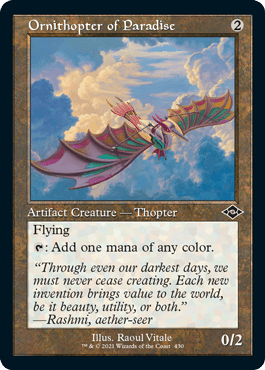 Ornithopter of Paradise 2
Artifact Creature — Thopter
Flying
: Add one mana of any color.
“Through even our darkest days, we
must never cease creating. Each new
invention brings value to the world,
be it beauty, utility, or both.”
—Rashmi, aether-seer
Illus. Raoul Vitale
™ & © 2021 Wizards of the Coast 430
0/2